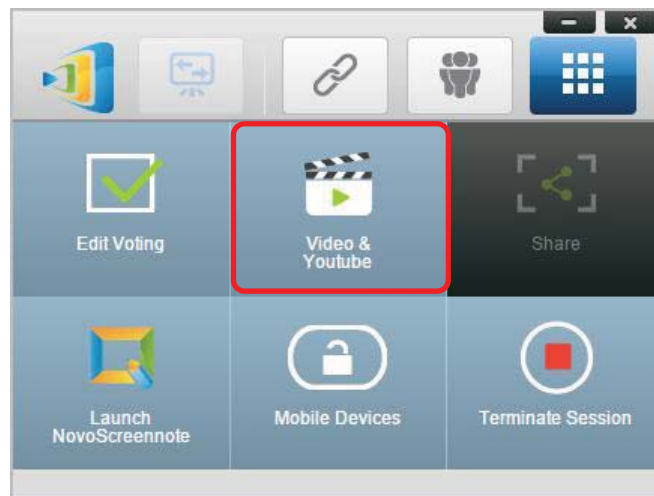 Edit Voting
Video &
Youtube
Share
Launch
NovoScreennote
Mobile Devices
Terminate Session